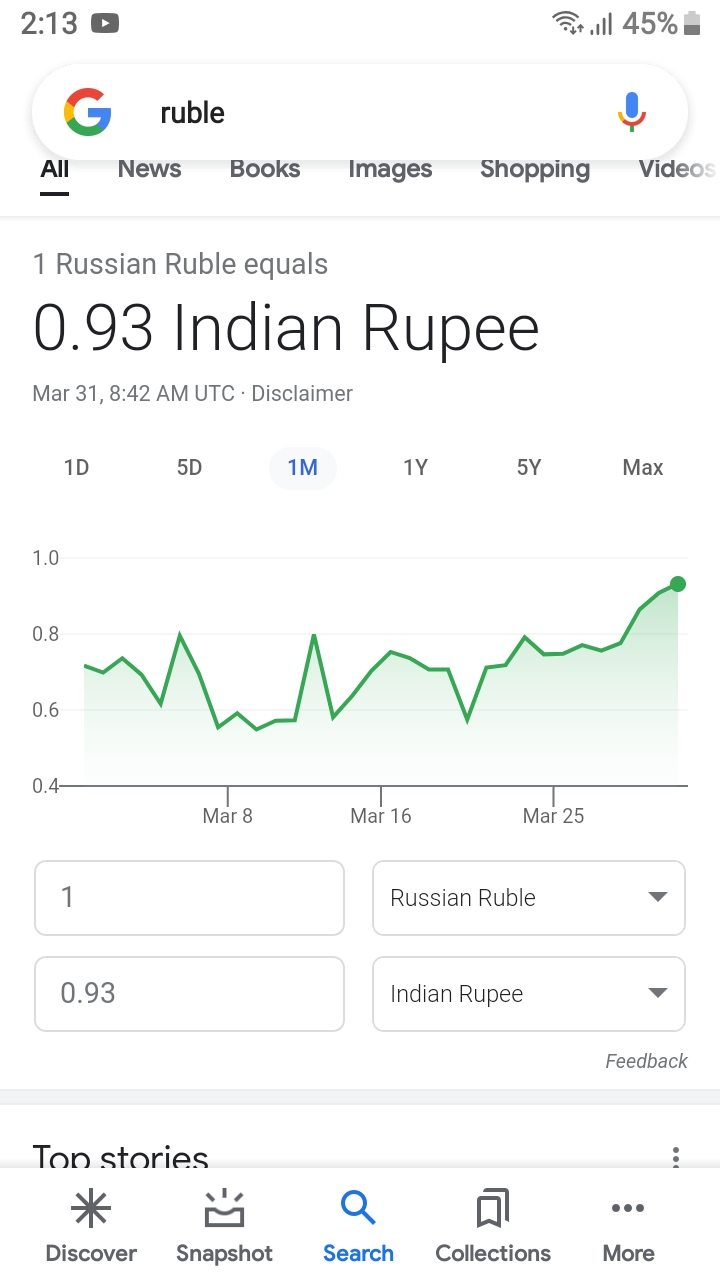 2:13 45%
ruble
All News Books Images Shopping Videos
1 Russian Ruble equals
0.93 Indian Rupee
Mar 31, 8:42 AM UTC · Disclaimer
1D 5D 1M 1Y 5Y Max
1.0
0.8
0.6
0.4
Mar 8 Mar 16 Mar 25
1 Russian Ruble
0.93 Indian Rupee
Feedback
Top stories
Discover Snapshot Search Collections More